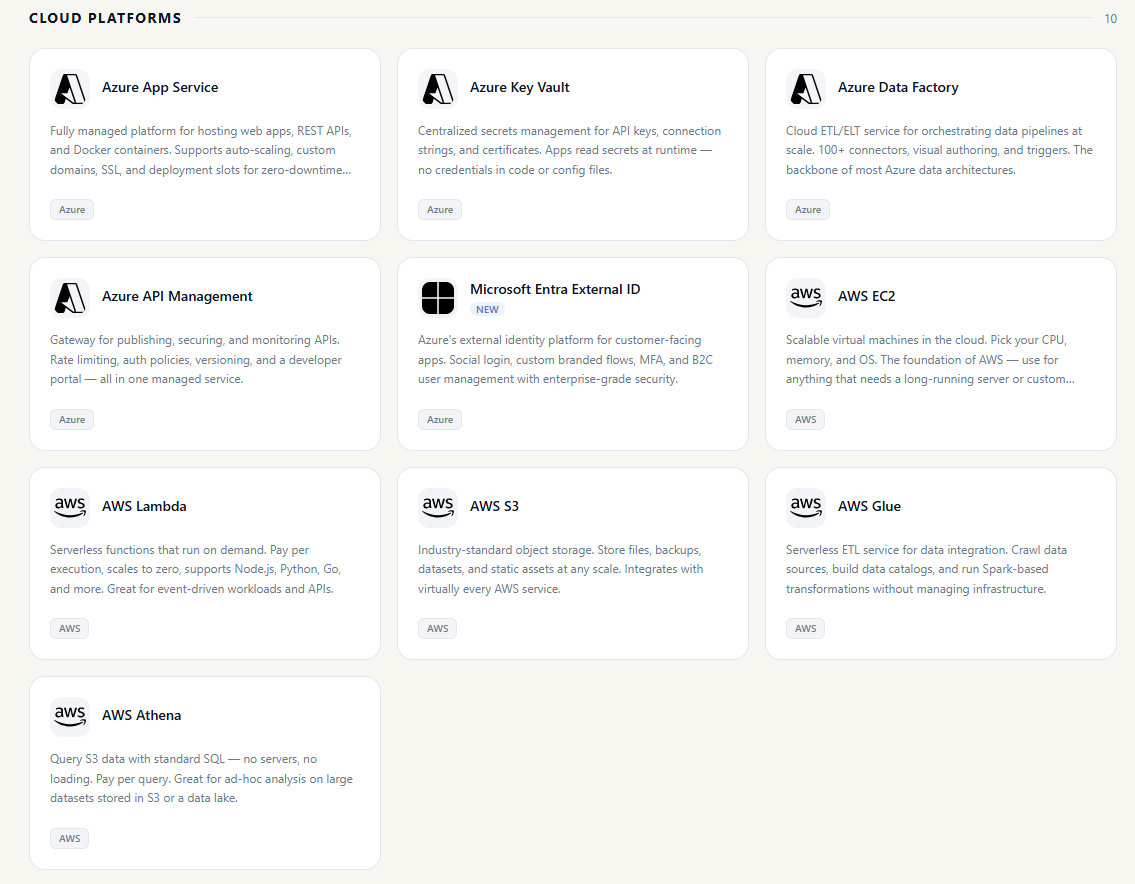 CLOUD PLATFORMS 10
Azure App Service
Fully managed platform for hosting web apps, REST APIs,
and Docker containers. Supports auto-scaling, custom
domains, SSL, and deployment slots for zero-downtime...
Azure
Azure Key Vault
Centralized secrets management for API keys, connection
strings, and certificates. Apps read secrets at runtime —
no credentials in code or config files.
Azure
Azure Data Factory
Cloud ETL/ELT service for orchestrating data pipelines at
scale. 100+ connectors, visual authoring, and triggers. The
backbone of most Azure data architectures.
Azure
Azure API Management
Gateway for publishing, securing, and monitoring APIs.
Rate limiting, auth policies, versioning, and a developer
portal — all in one managed service.
Azure
Microsoft Entra External ID
NEW
Azure's external identity platform for customer-facing
apps. Social login, custom branded flows, MFA, and B2C
user management with enterprise-grade security.
Azure
aws
AWS EC2
Scalable virtual machines in the cloud. Pick your CPU,
memory, and OS. The foundation of AWS — use for
anything that needs a long-running server or custom...
AWS
aws
AWS Lambda
Serverless functions that run on demand. Pay per
execution, scales to zero, supports Node.js, Python, Go,
and more. Great for event-driven workloads and APIs.
AWS
aws
AWS S3
Industry-standard object storage. Store files, backups,
datasets, and static assets at any scale. Integrates with
virtually every AWS service.
AWS
aws
AWS Glue
Serverless ETL service for data integration. Crawl data
sources, build data catalogs, and run Spark-based
transformations without managing infrastructure.
AWS
aws
AWS Athena
Query S3 data with standard SQL — no servers, no
loading. Pay per query. Great for ad-hoc analysis on large
datasets stored in S3 or a data lake.
AWS